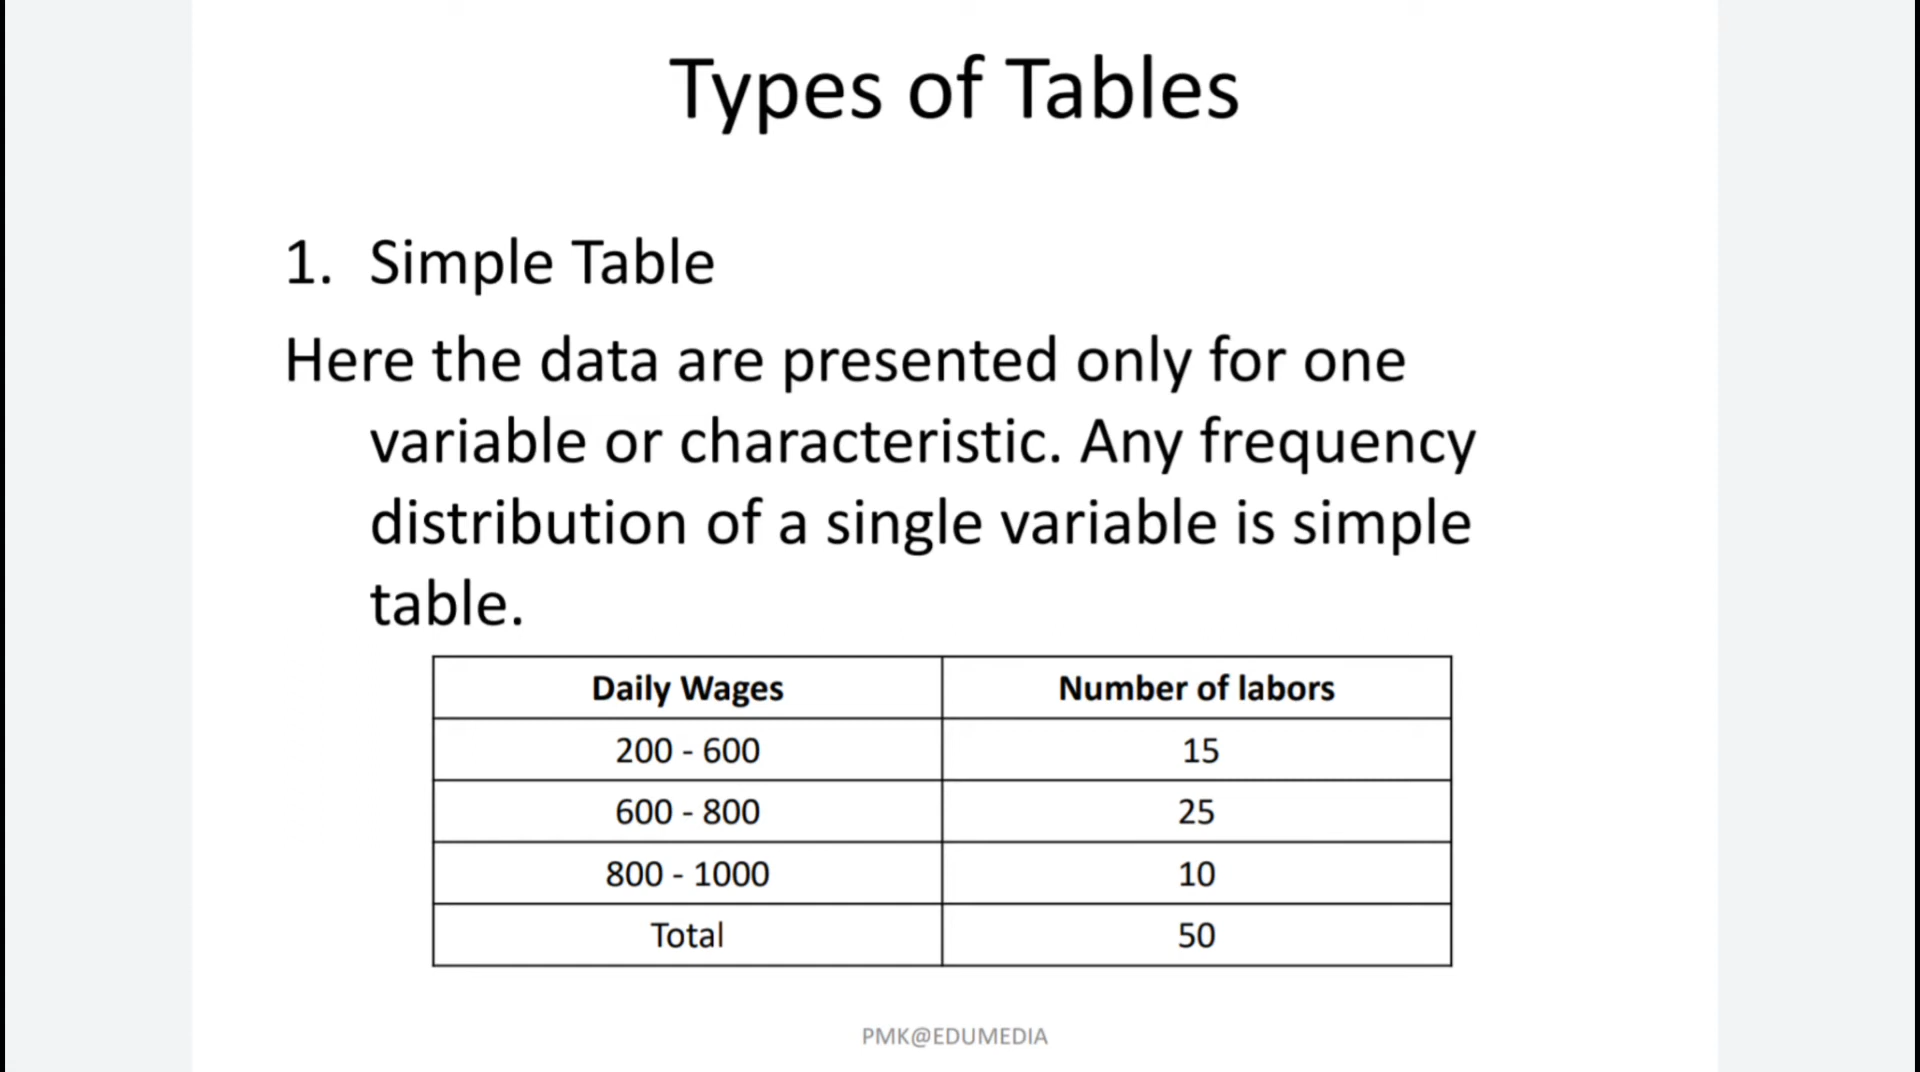 Types of Tables
1. Simple Table
Here the data are presented only for one
variable or characteristic. Any frequency
distribution of a single variable is simple
table.
Daily Wages Number of labors
200 - 600 15
600 - 800 25
800 - 1000 10
Total 50
PMK@EDUMEDIA